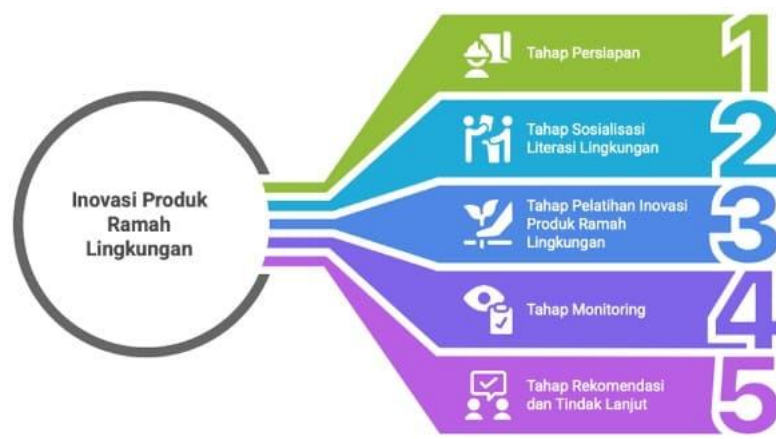 Inovasi Produk
Ramah
Lingkungan
Tahap Persiapan
1
Tahap Sosialisasi
Literasi Lingkungan
2
Tahap Pelatihan Inovasi
Produk Ramah
Lingkungan
3
Tahap Monitoring
4
Tahap Rekomendasi
dan Tindak Lanjut
5